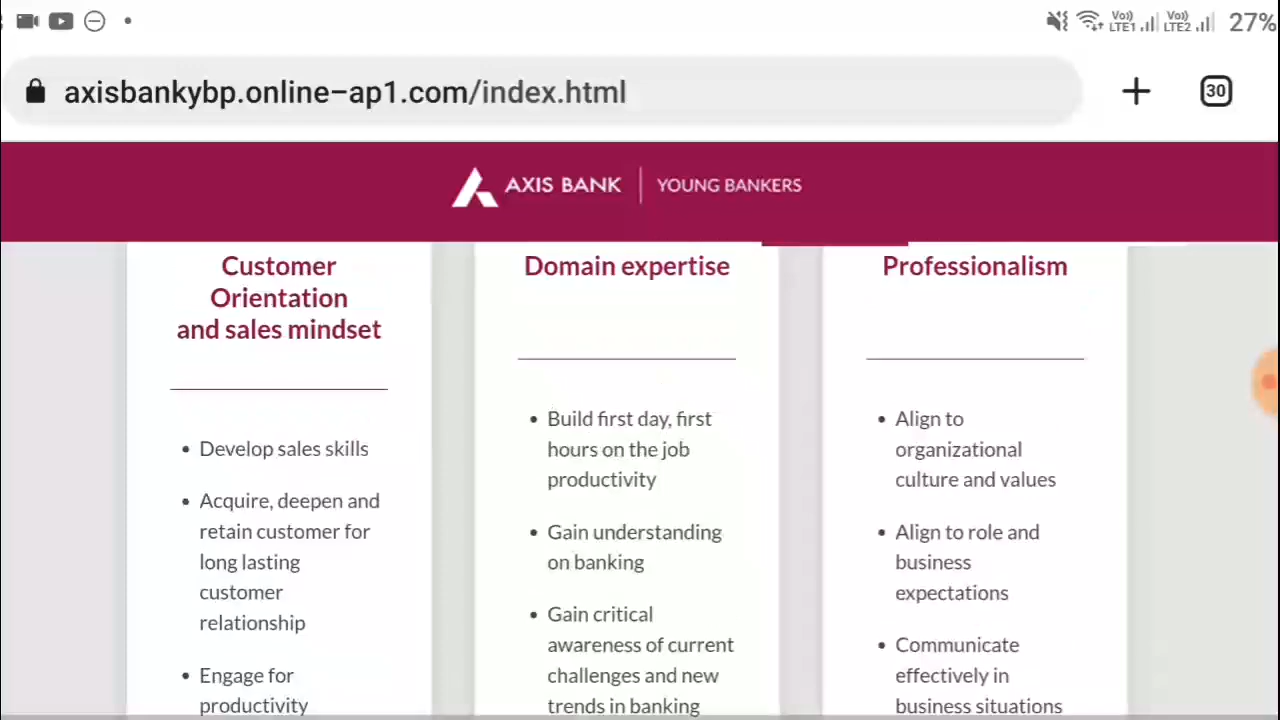 Vo)) LTE1 Vo)) LTE2 27%
axisbankybp.online-ap1.com/index.html
30
AXIS BANK | YOUNG BANKERS
Customer
Orientation
and sales mindset
• Develop sales skills
• Acquire, deepen and
retain customer for
long lasting
customer
relationship
• Engage for
productivity
Domain expertise
• Build first day, first
hours on the job
productivity
• Gain understanding
on banking
• Gain critical
awareness of current
challenges and new
trends in banking
Professionalism
• Align to
organizational
culture and values
• Align to role and
business
expectations
• Communicate
effectively in
business situations